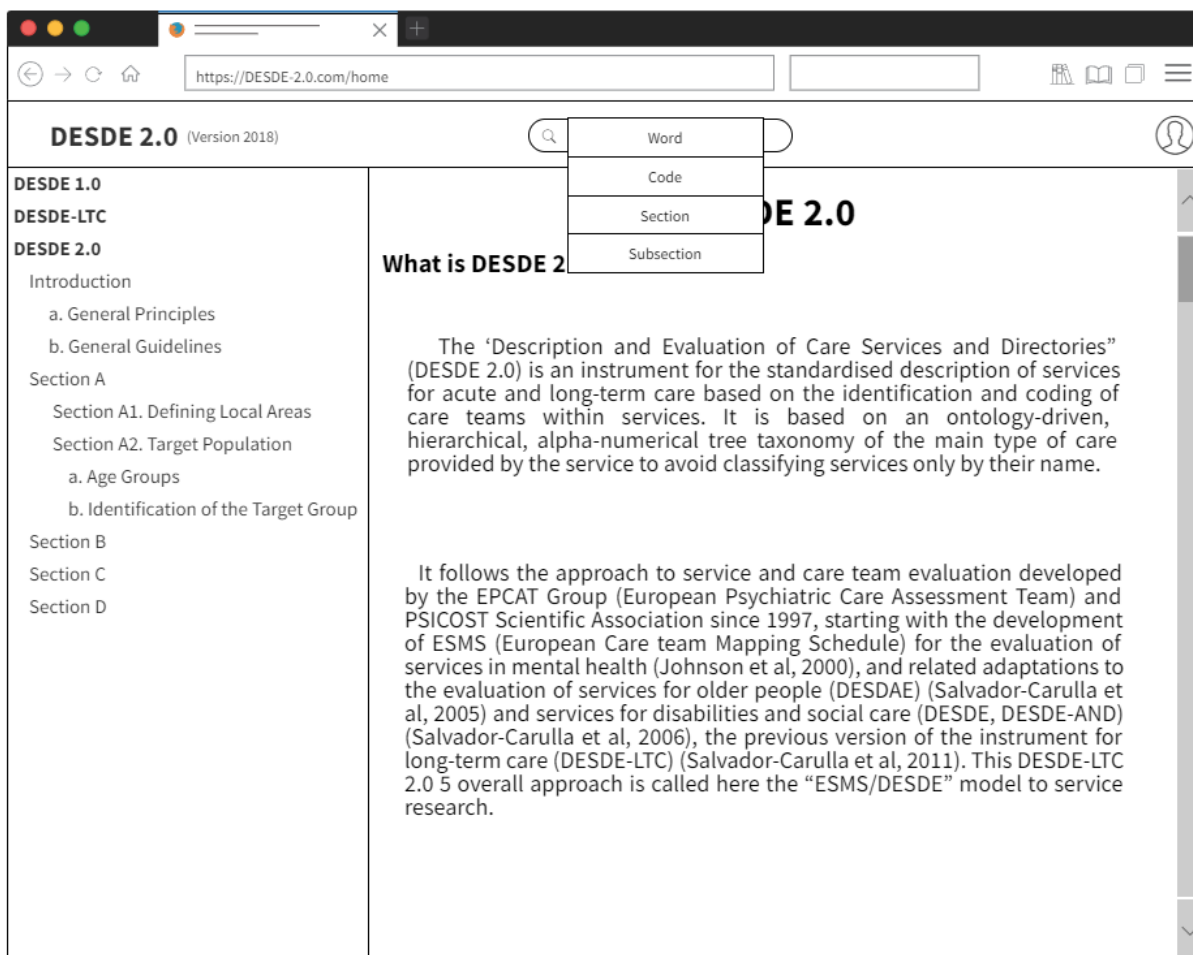 https://DESDE-2.0.com/home
DESDE 2.0 (Version 2018)
Word
Code
Section
Subsection
DESDE 1.0
DESDE-LTC
DESDE 2.0
Introduction
a. General Principles
b. General Guidelines
Section A
Section A1. Defining Local Areas
Section A2. Target Population
a. Age Groups
b. Identification of the Target Group
Section B
Section C
Section D
DE 2.0
What is DESDE 2
The ‘Description and Evaluation of Care Services and Directories”
(DESDE 2.0) is an instrument for the standardised description of services
for acute and long-term care based on the identification and coding of
care teams within services. It is based on an ontology-driven,
hierarchical, alpha-numerical tree taxonomy of the main type of care
provided by the service to avoid classifying services only by their name.
It follows the approach to service and care team evaluation developed
by the EPCAT Group (European Psychiatric Care Assessment Team) and
PSICOST Scientific Association since 1997, starting with the development
of ESMS (European Care team Mapping Schedule) for the evaluation of
services in mental health (Johnson et al, 2000), and related adaptations to
the evaluation of services for older people (DESDAE) (Salvador-Carulla et
al, 2005) and services for disabilities and social care (DESDE, DESDE-AND)
(Salvador-Carulla et al, 2006), the previous version of the instrument for
long-term care (DESDE-LTC) (Salvador-Carulla et al, 2011). This DESDE-LTC
2.0 5 overall approach is called here the “ESMS/DESDE” model to service
research.